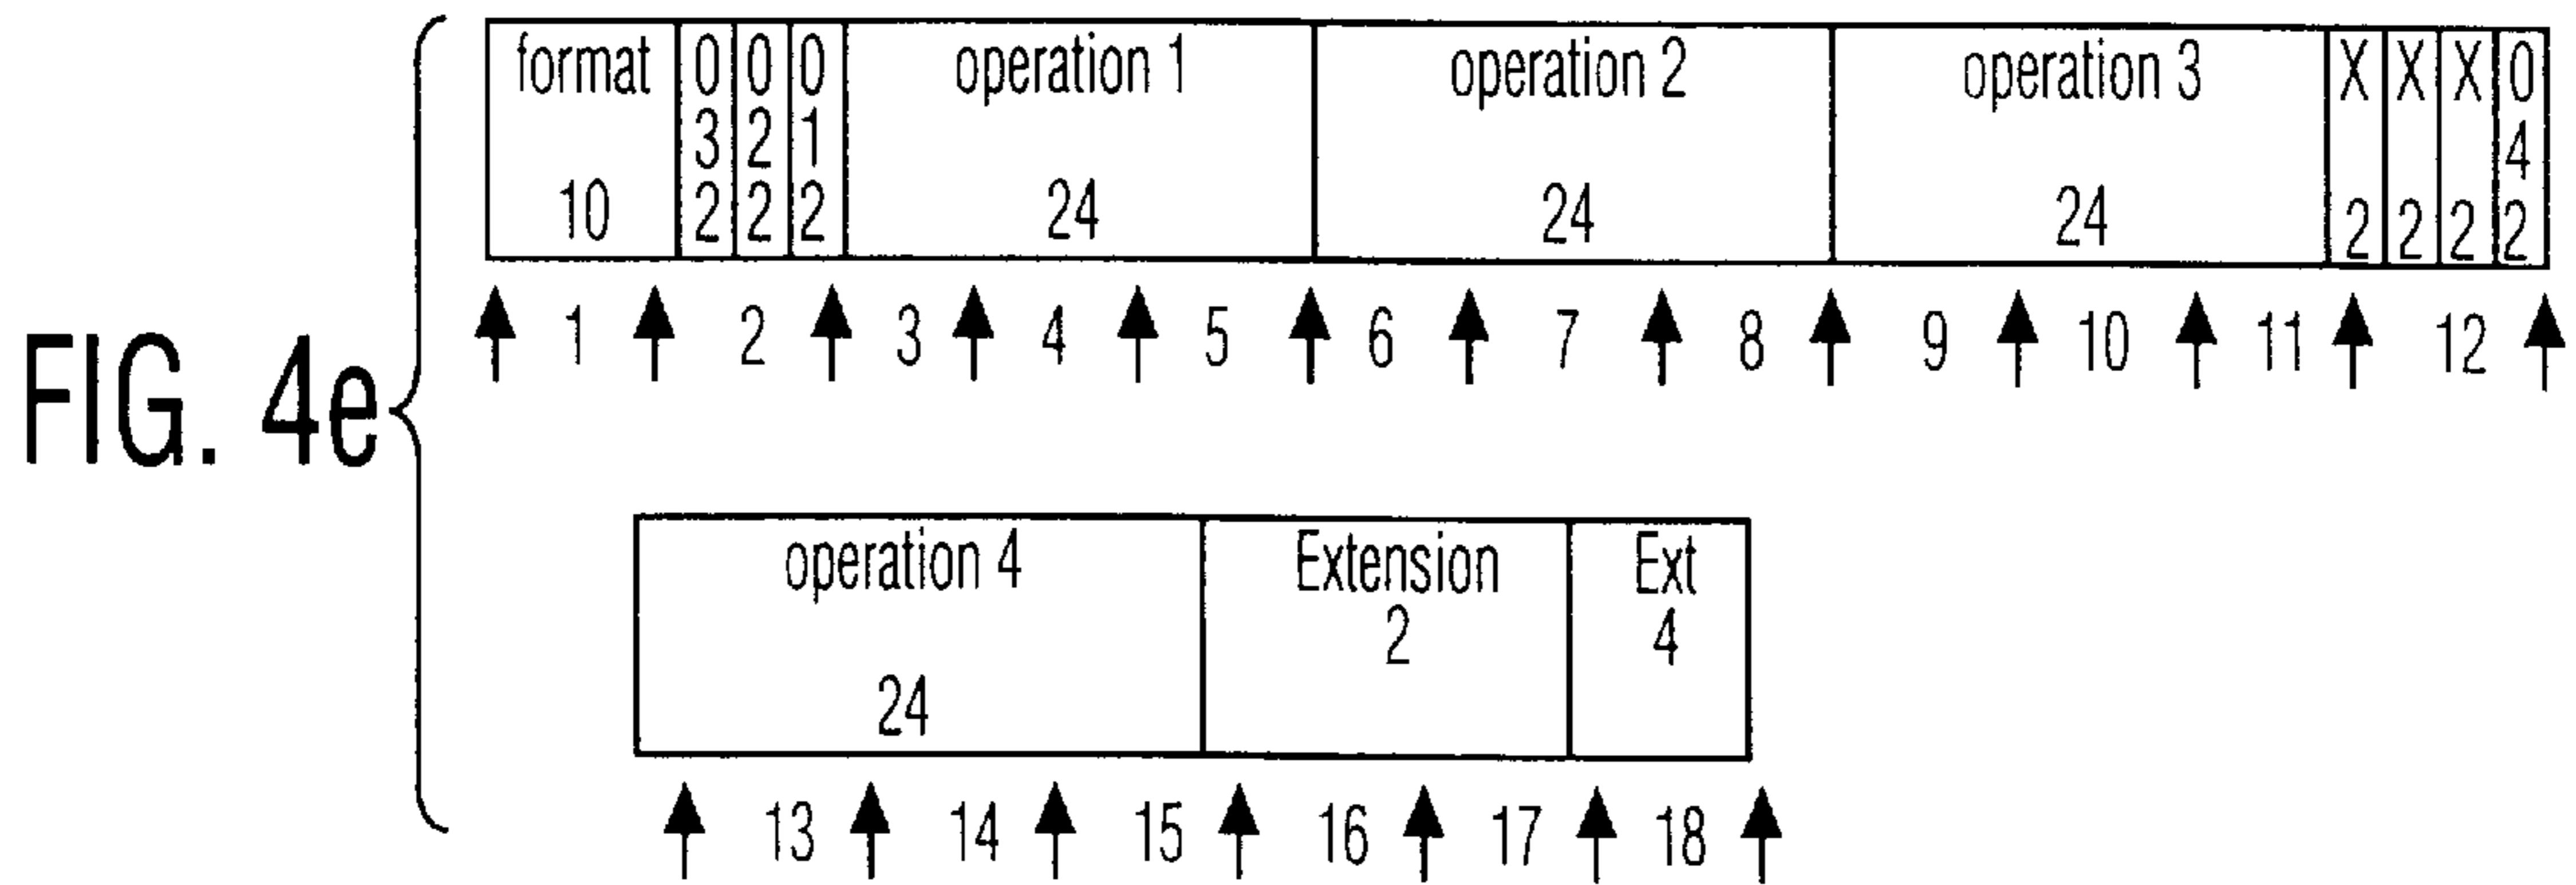 format 0 0 0 operation 1 operation 2 operation 3 X X X 0
3 2 1 4
10 2 2 2 24 24 24 2 2 2 2
1 2 3 4 5 6 7 8 9 10 11 12
FIG. 4e
operation 4 Extension Ext
2 4
24
13 14 15 16 17 18